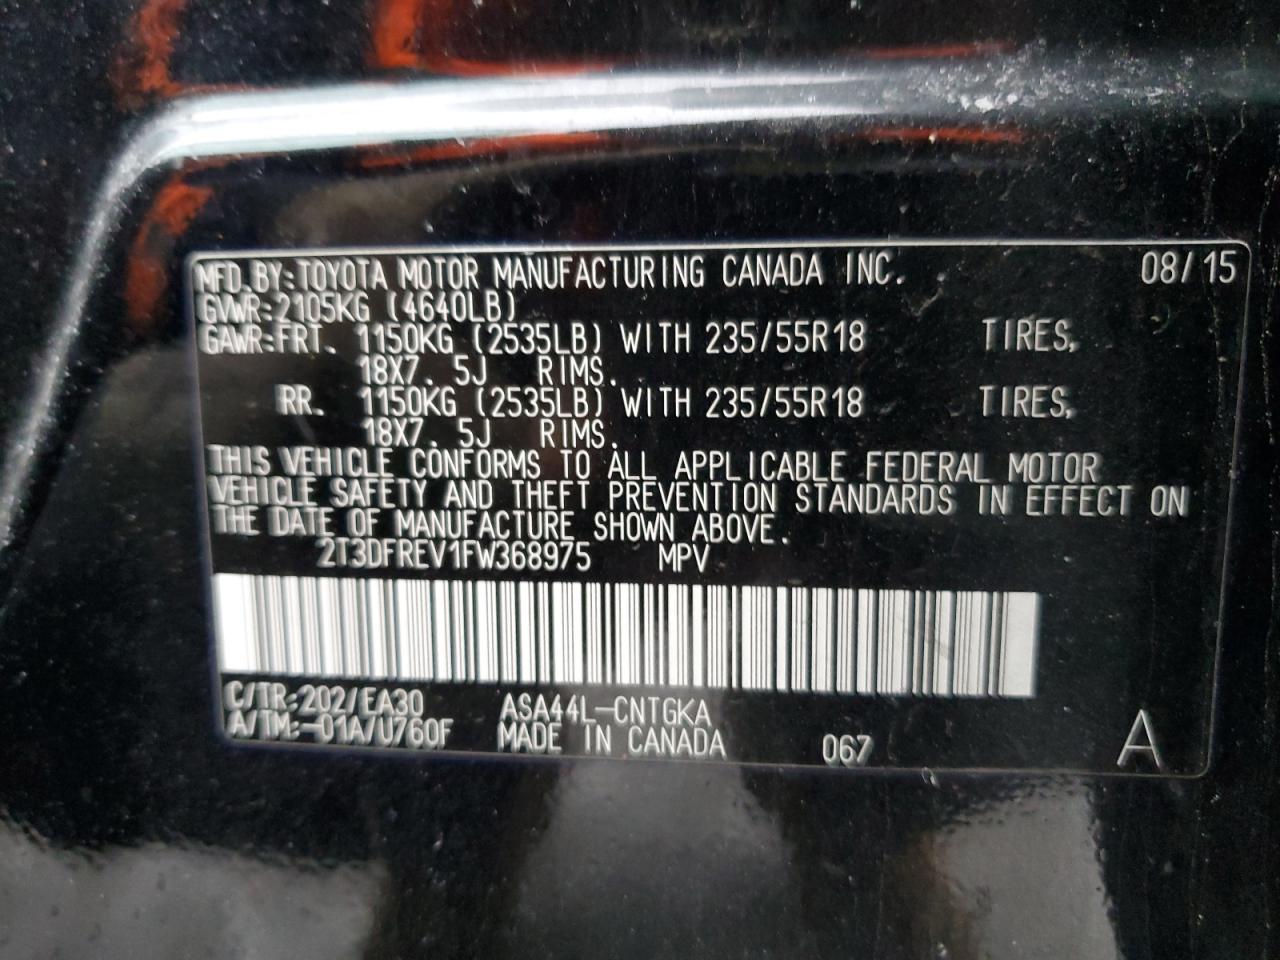 MFD.BY:TOYOTA MOTOR MANUFACTURING CANADA INC. 08/15
GVWR:2105KG (4640LB)
GAWR:FRT. 1150KG (2535LB) WITH 235/55R18 TIRES,
18X7. 5J RIMS.
RR. 1150KG (2535LB) WITH 235/55R18 TIRES,
18X7. 5J RIMS.
THIS VEHICLE CONFORMS TO ALL APPLICABLE FEDERAL MOTOR
VEHICLE SAFETY AND THEFT PREVENTION STANDARDS IN EFFECT ON
THE DATE OF MANUFACTURE SHOWN ABOVE.
2T3DFREV1FW368975 MPV
C/TR:202/EA30 ASA44L-CNTGKA
A/TM:-01A/U760F MADE IN CANADA 067 A